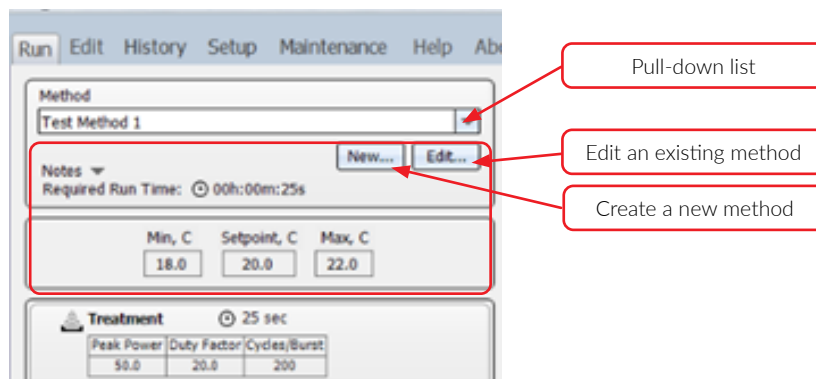 Run Edit History Setup Maintenance Help Abo
Pull-down list
Method
Test Method 1
New... Edit...
Edit an existing method
Notes
Required Run Time: 00h:00m:25s
Create a new method
Min, C Setpoint, C Max, C
18.0 20.0 22.0
Treatment 25 sec
Peak Power Duty Factor Cycles/Burst
50.0 20.0 200